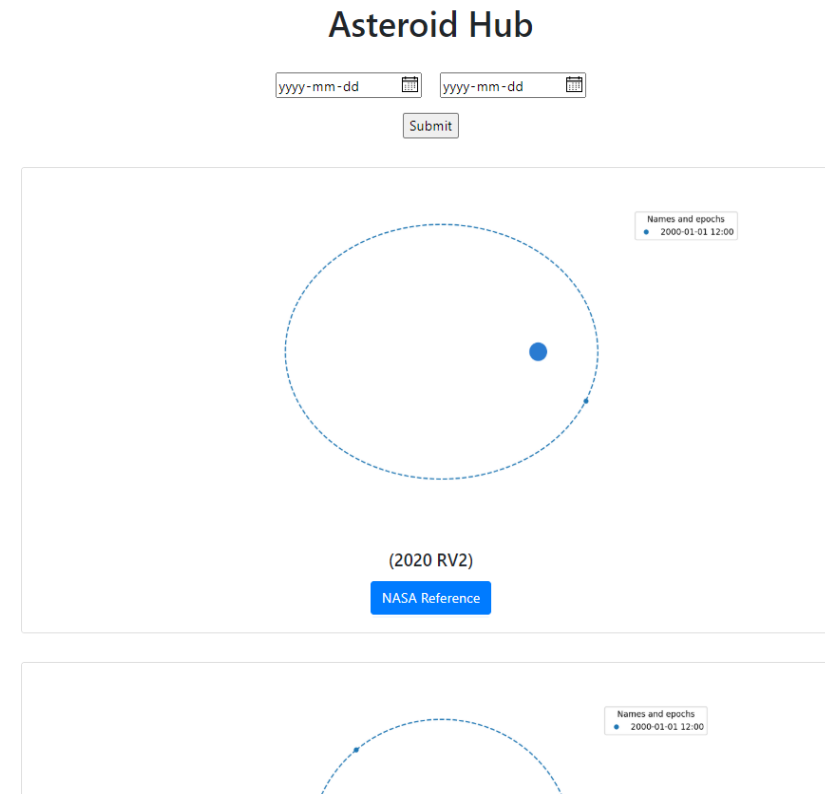 Asteroid Hub
yyyy-mm-dd yyyy-mm-dd
Submit
Names and epochs
2000-01-01 12:00
(2020 RV2)
NASA Reference
Names and epochs
2000-01-01 12:00